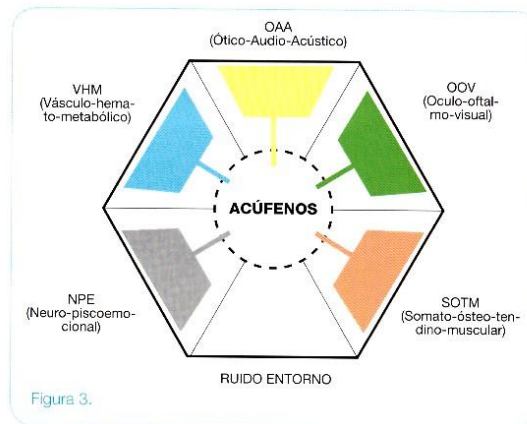 OAA
(Ótico-Audio-Acústico)
VHM
(Vásculo-hema-
to-metabólico)
OOV
(Oculo-oftal-
mo-visual)
ACÚFENOS
NPE
(Neuro-piscoemo-
cional)
SOTM
(Somato-ósteo-ten-
dino-muscular)
RUIDO ENTORNO
Figura 3.